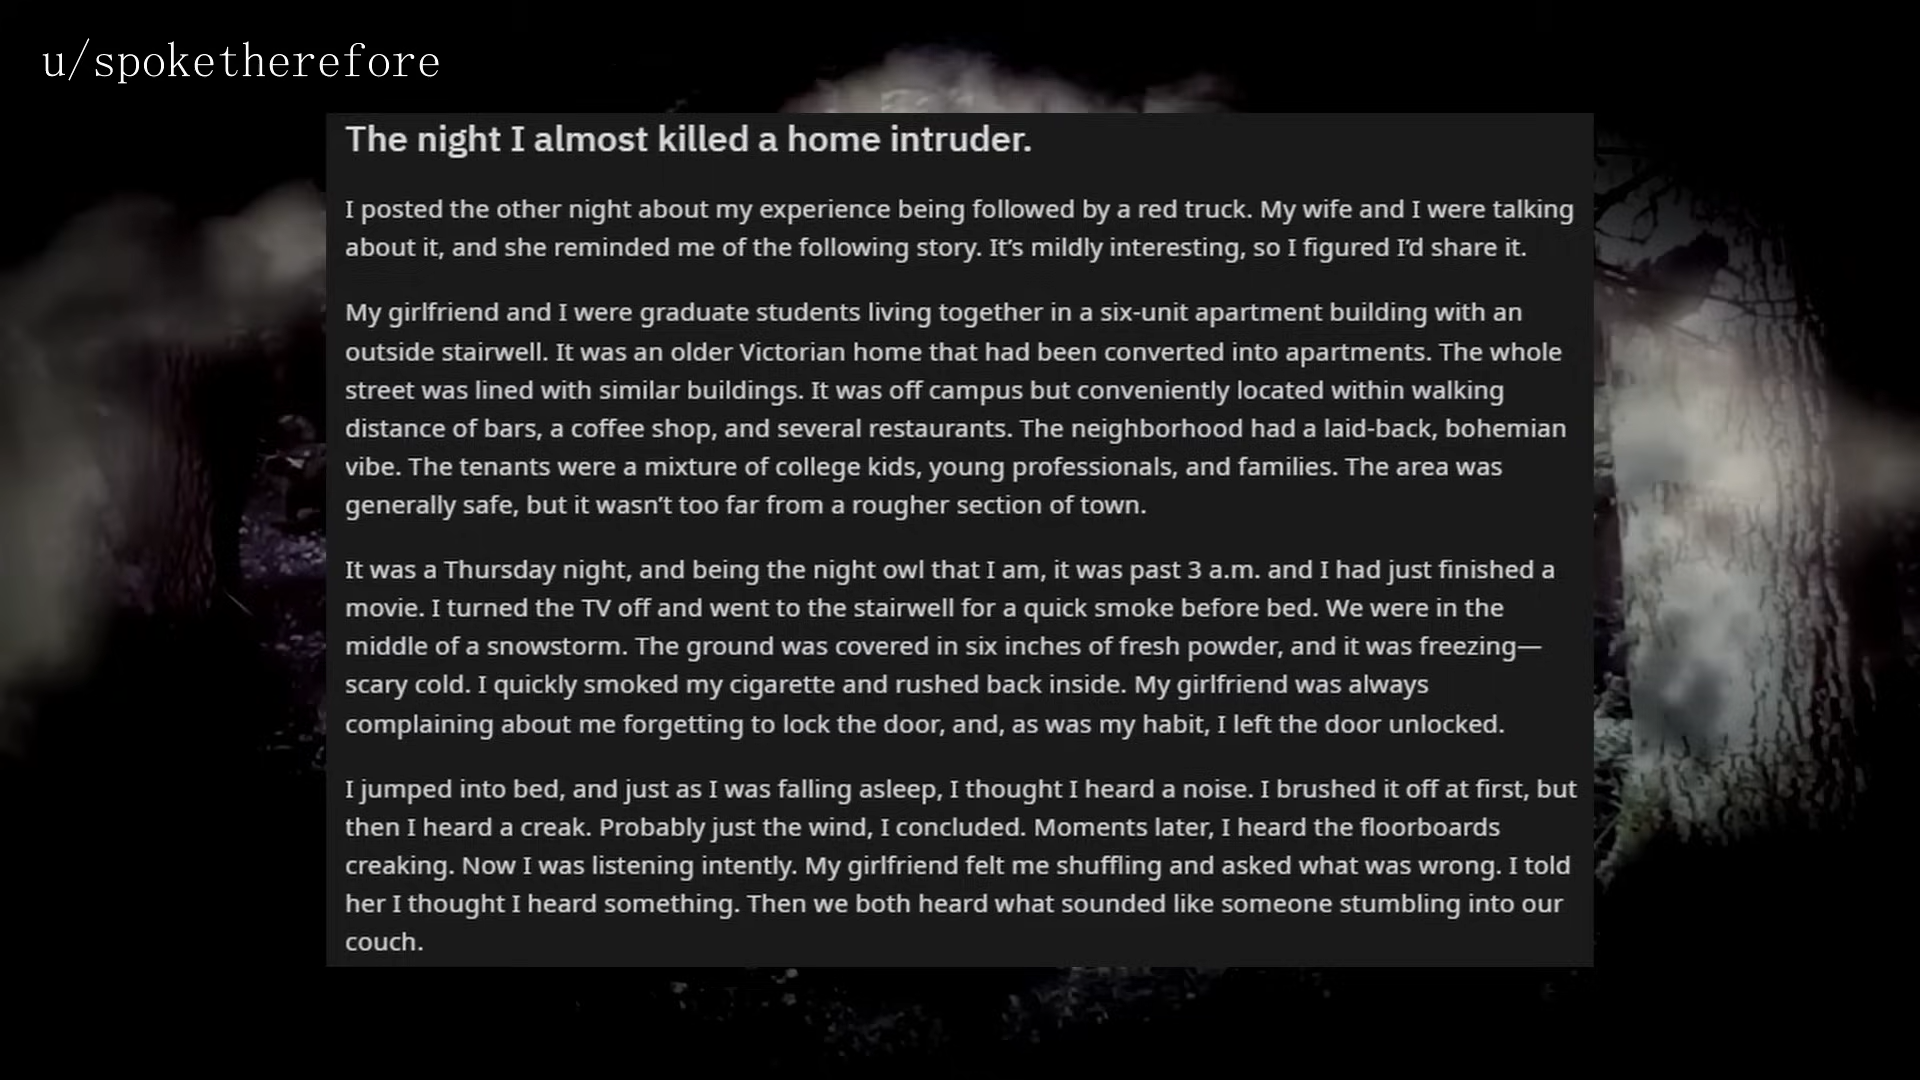 u/spoketherefore
The night I almost killed a home intruder.
I posted the other night about my experience being followed by a red truck. My wife and I were talking
about it, and she reminded me of the following story. It’s mildly interesting, so I figured I’d share it.
My girlfriend and I were graduate students living together in a six-unit apartment building with an
outside stairwell. It was an older Victorian home that had been converted into apartments. The whole
street was lined with similar buildings. It was off campus but conveniently located within walking
distance of bars, a coffee shop, and several restaurants. The neighborhood had a laid-back, bohemian
vibe. The tenants were a mixture of college kids, young professionals, and families. The area was
generally safe, but it wasn’t too far from a rougher section of town.
It was a Thursday night, and being the night owl that I am, it was past 3 a.m. and I had just finished a
movie. I turned the TV off and went to the stairwell for a quick smoke before bed. We were in the
middle of a snowstorm. The ground was covered in six inches of fresh powder, and it was freezing—
scary cold. I quickly smoked my cigarette and rushed back inside. My girlfriend was always
complaining about me forgetting to lock the door, and, as was my habit, I left the door unlocked.
I jumped into bed, and just as I was falling asleep, I thought I heard a noise. I brushed it off at first, but
then I heard a creak. Probably just the wind, I concluded. Moments later, I heard the floorboards
creaking. Now I was listening intently. My girlfriend felt me shuffling and asked what was wrong. I told
her I thought I heard something. Then we both heard what sounded like someone stumbling into our
couch.